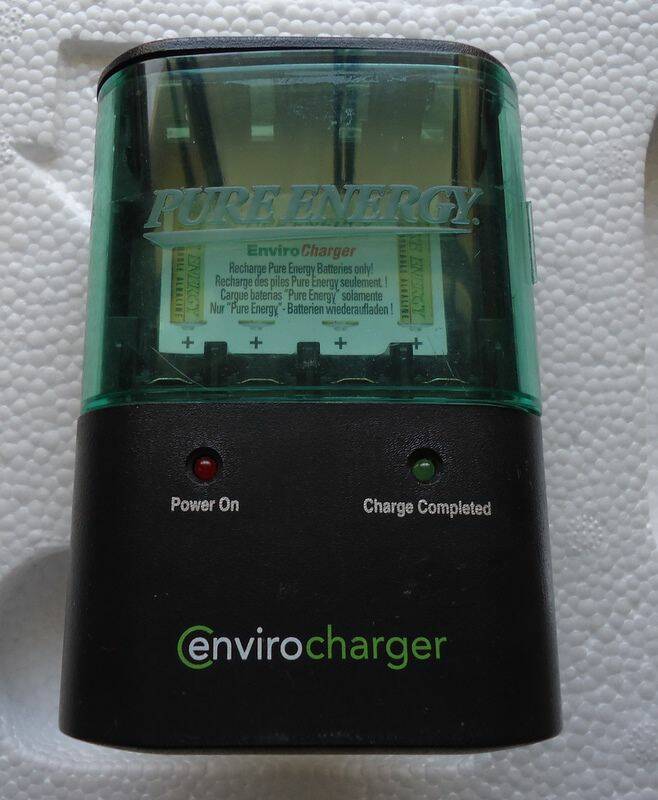 PURE ENERGY®
EnviroCharger
Recharge Pure Energy Batteries only!
Recharge des piles Pure Energy seulement !
Cargue baterias "Pure Energy" solamente
Nur "Pure Energy" - Batterien wiederaufladen !
+ + + +
Power On Charge Completed
envirocharger